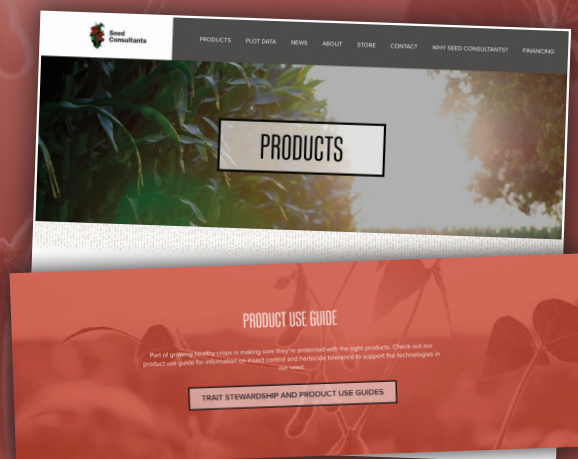 Seed
Consultants
PRODUCTS PLOT DATA NEWS ABOUT STORE CONTACT WHY SEED CONSULTANTS? FINANCING
PRODUCTS
PRODUCT USE GUIDE
Part of growing healthy crops is making sure they're protected with the right products. Check out our
product use guide for information on insect control and herbicide tolerance to support the technologies in
our seed.
TRAIT STEWARDSHIP AND PRODUCT USE GUIDES